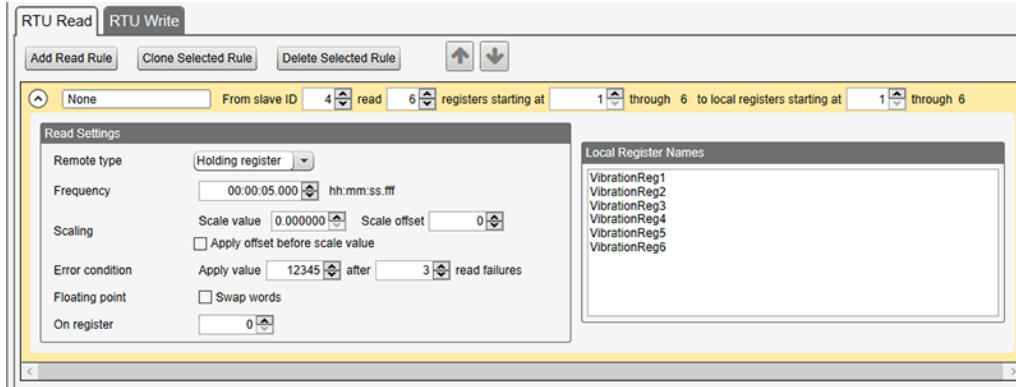 RTU Read RTU Write
Add Read Rule Clone Selected Rule Delete Selected Rule
None From slave ID 4 read 6 registers starting at 1 through 6 to local registers starting at 1 through 6
Read Settings
Remote type Holding register
Frequency 00:00:05.000 hh:mm:ss.fff
Scaling Scale value 0.000000 Scale offset 0
Apply offset before scale value
Error condition Apply value 12345 after 3 read failures
Floating point Swap words
On register 0
Local Register Names
VibrationReg1
VibrationReg2
VibrationReg3
VibrationReg4
VibrationReg5
VibrationReg6